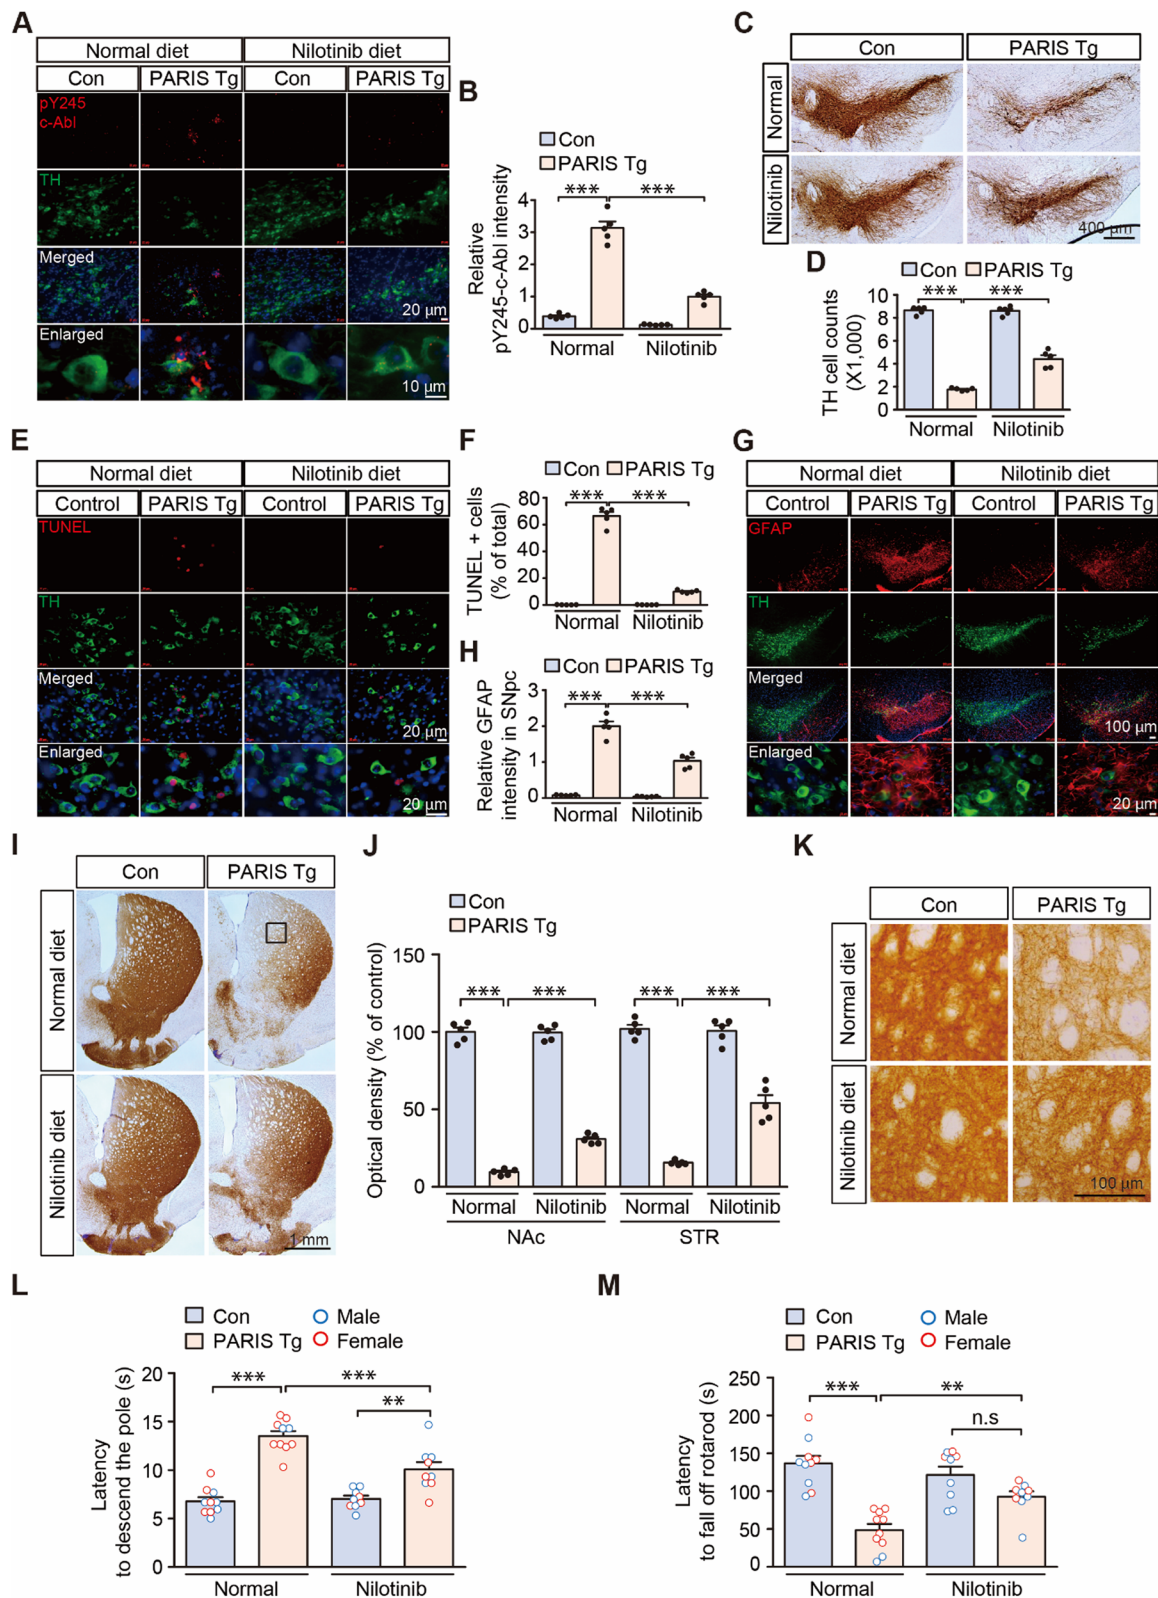 A
Normal diet
Nilotinib diet
Con
PARIS Tg
Con
PARIS Tg
pY245
c-Abl
TH
Merged
20 µm
Enlarged
10 µm
B
Con
PARIS Tg
Relative
pY245-c-Abl intensity
4
3
2
1
0
***
***
Normal
Nilotinib
C
Con
PARIS Tg
Normal
Nilotinib
400 µm
D
Con
PARIS Tg
TH cell counts
(X1,000)
10
8
6
4
2
0
***
***
Normal
Nilotinib
E
Normal diet
Nilotinib diet
Control
PARIS Tg
Control
PARIS Tg
TUNEL
TH
Merged
20 µm
Enlarged
20 µm
F
Con
PARIS Tg
TUNEL + cells
(% of total)
80
60
40
20
0
***
***
Normal
Nilotinib
G
Normal diet
Nilotinib diet
Control
PARIS Tg
Control
PARIS Tg
GFAP
TH
Merged
100 µm
Enlarged
20 µm
H
Con
PARIS Tg
Relative GFAP
intensity in SNpc
3
2
1
0
***
***
Normal
Nilotinib
I
Con
PARIS Tg
Normal diet
Nilotinib diet
1 mm
J
Con
PARIS Tg
Optical density (% of control)
150
100
50
0
***
***
***
***
Normal
Nilotinib
Normal
Nilotinib
NAc
STR
K
Con
PARIS Tg
Normal diet
Nilotinib diet
100 µm
L
Con
Male
PARIS Tg
Female
Latency
to descend the pole (s)
20
15
10
5
0
***
***
**
Normal
Nilotinib
M
Con
Male
PARIS Tg
Female
Latency
to fall off rotarod (s)
250
200
150
100
50
0
***
**
n.s
Normal
Nilotinib